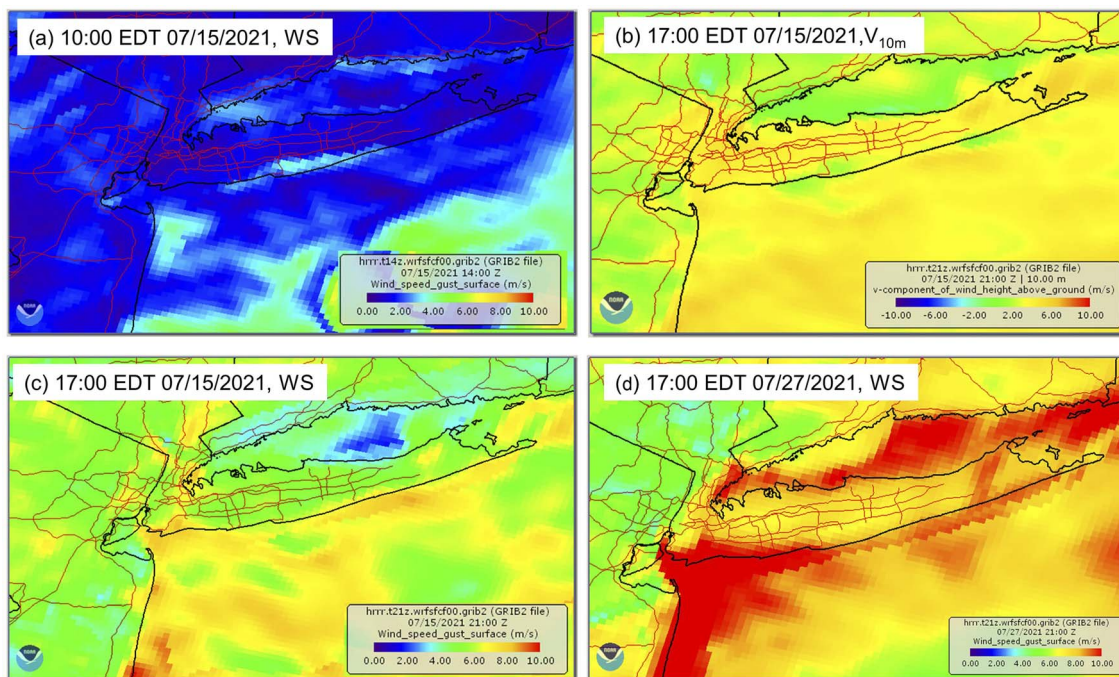 (a) 10:00 EDT 07/15/2021, WS
hrrr.t14z.wrfsfcf00.grib2 (GRIB2 file)
07/15/2021 14:00 Z
Wind_speed_gust_surface (m/s)
0.00 2.00 4.00 6.00 8.00 10.00
NOAA
(b) 17:00 EDT 07/15/2021,V10m
hrrr.t21z.wrfsfcf00.grib2 (GRIB2 file)
07/15/2021 21:00 Z | 10.00 m
v-component_of_wind_height_above_ground (m/s)
-10.00 -6.00 -2.00 2.00 6.00 10.00
NOAA
(c) 17:00 EDT 07/15/2021, WS
hrrr.t21z.wrfsfcf00.grib2 (GRIB2 file)
07/15/2021 21:00 Z
Wind_speed_gust_surface (m/s)
0.00 2.00 4.00 6.00 8.00 10.00
NOAA
(d) 17:00 EDT 07/27/2021, WS
hrrr.t21z.wrfsfcf00.grib2 (GRIB2 file)
07/27/2021 21:00 Z
Wind_speed_gust_surface (m/s)
0.00 2.00 4.00 6.00 8.00 10.00
NOAA